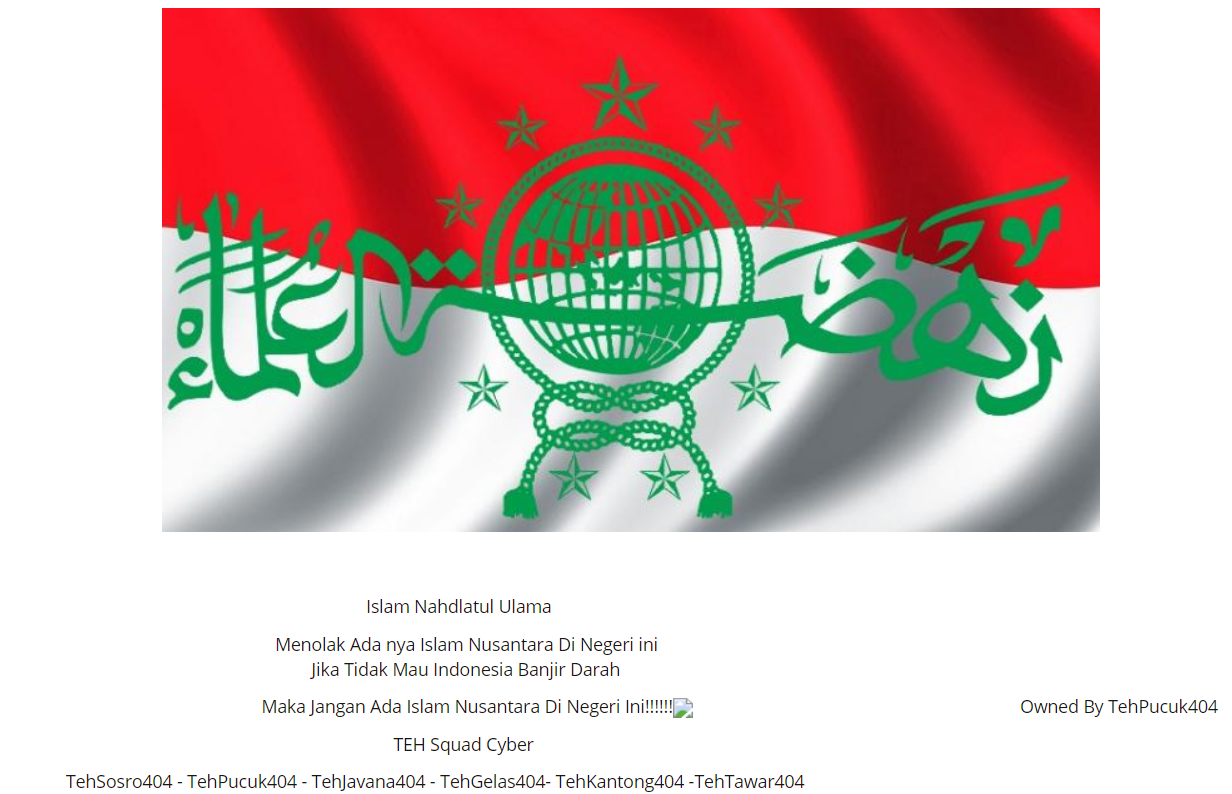 نهضة العلماء
Islam Nahdlatul Ulama
Menolak Ada nya Islam Nusantara Di Negeri ini
Jika Tidak Mau Indonesia Banjir Darah
Maka Jangan Ada Islam Nusantara Di Negeri Ini!!!!!!
Owned By TehPucuk404
TEH Squad Cyber
TehSosro404 - TehPucuk404 - TehJavana404 - TehGelas404- TehKantong404 -TehTawar404